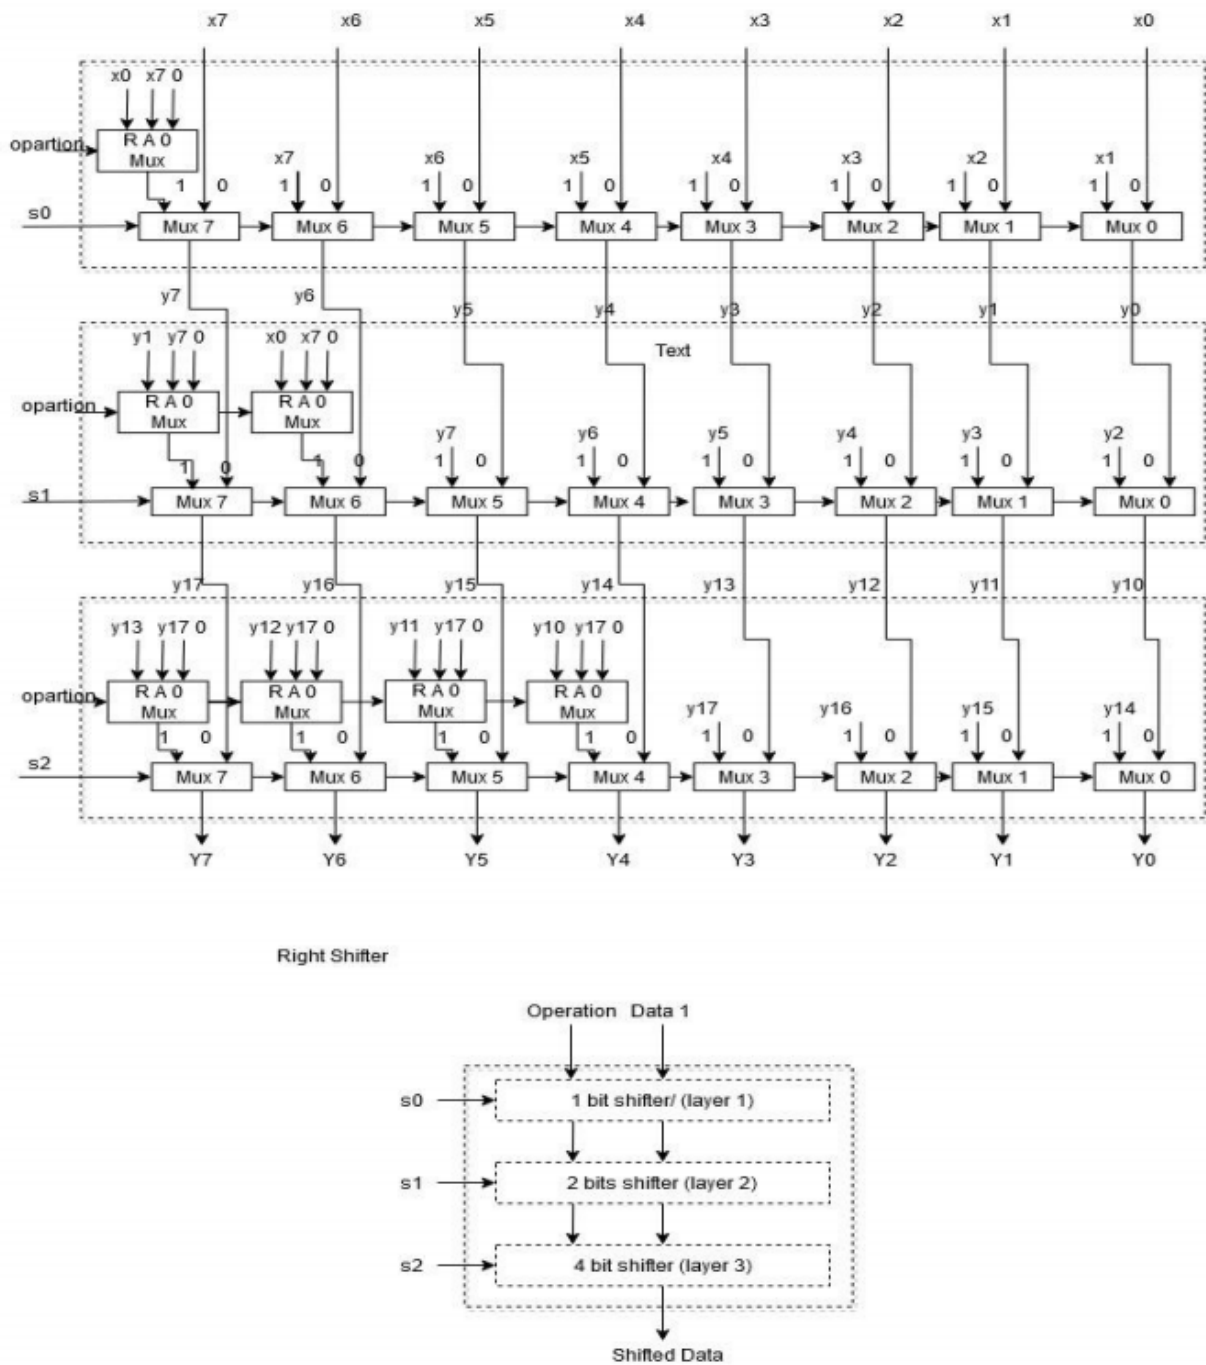 x7 x6 x5 x4 x3 x2 x1 x0
x0 x7 0
opartion R A 0
Mux x7 x6 x5 x4 x3 x2 x1
1 0 1 0 1 0 1 0 1 0 1 0 1 0 1 0
s0 Mux 7 Mux 6 Mux 5 Mux 4 Mux 3 Mux 2 Mux 1 Mux 0
y7 y6 y5 y4 y3 y2 y1 y0
y1 y7 0 x0 x7 0 Text
opartion R A 0 R A 0
Mux Mux y7 y6 y5 y4 y3 y2
1 0 1 0 1 0 1 0 1 0 1 0 1 0 1 0
s1 Mux 7 Mux 6 Mux 5 Mux 4 Mux 3 Mux 2 Mux 1 Mux 0
y17 y16 y15 y14 y13 y12 y11 y10
y13 y17 0 y12 y17 0 y11 y17 0 y10 y17 0
opartion R A 0 R A 0 R A 0 R A 0
Mux Mux Mux Mux y17 y16 y15 y14
1 0 1 0 1 0 1 0 1 0 1 0 1 0 1 0
s2 Mux 7 Mux 6 Mux 5 Mux 4 Mux 3 Mux 2 Mux 1 Mux 0
Y7 Y6 Y5 Y4 Y3 Y2 Y1 Y0
Right Shifter
Operation Data 1
s0 1 bit shifter/ (layer 1)
s1 2 bits shifter (layer 2)
s2 4 bit shifter (layer 3)
Shifted Data